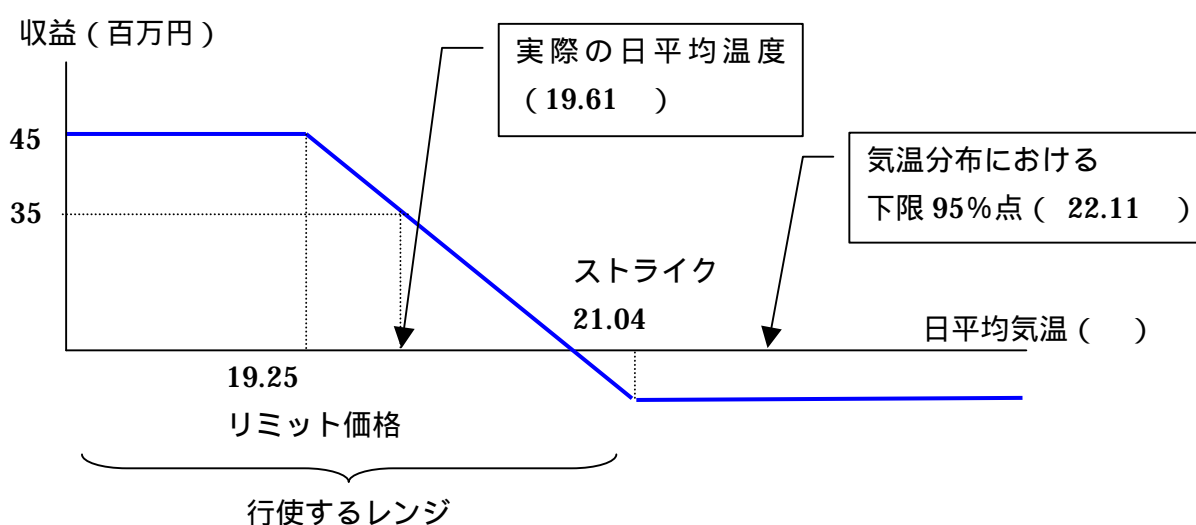 収益（百万円）
実際の日平均温度
（19.61　）
45
気温分布における
下限 95%点（ 22.11　）
35
ストライク
21.04
日平均気温（　）
19.25
リミット価格
行使するレンジ